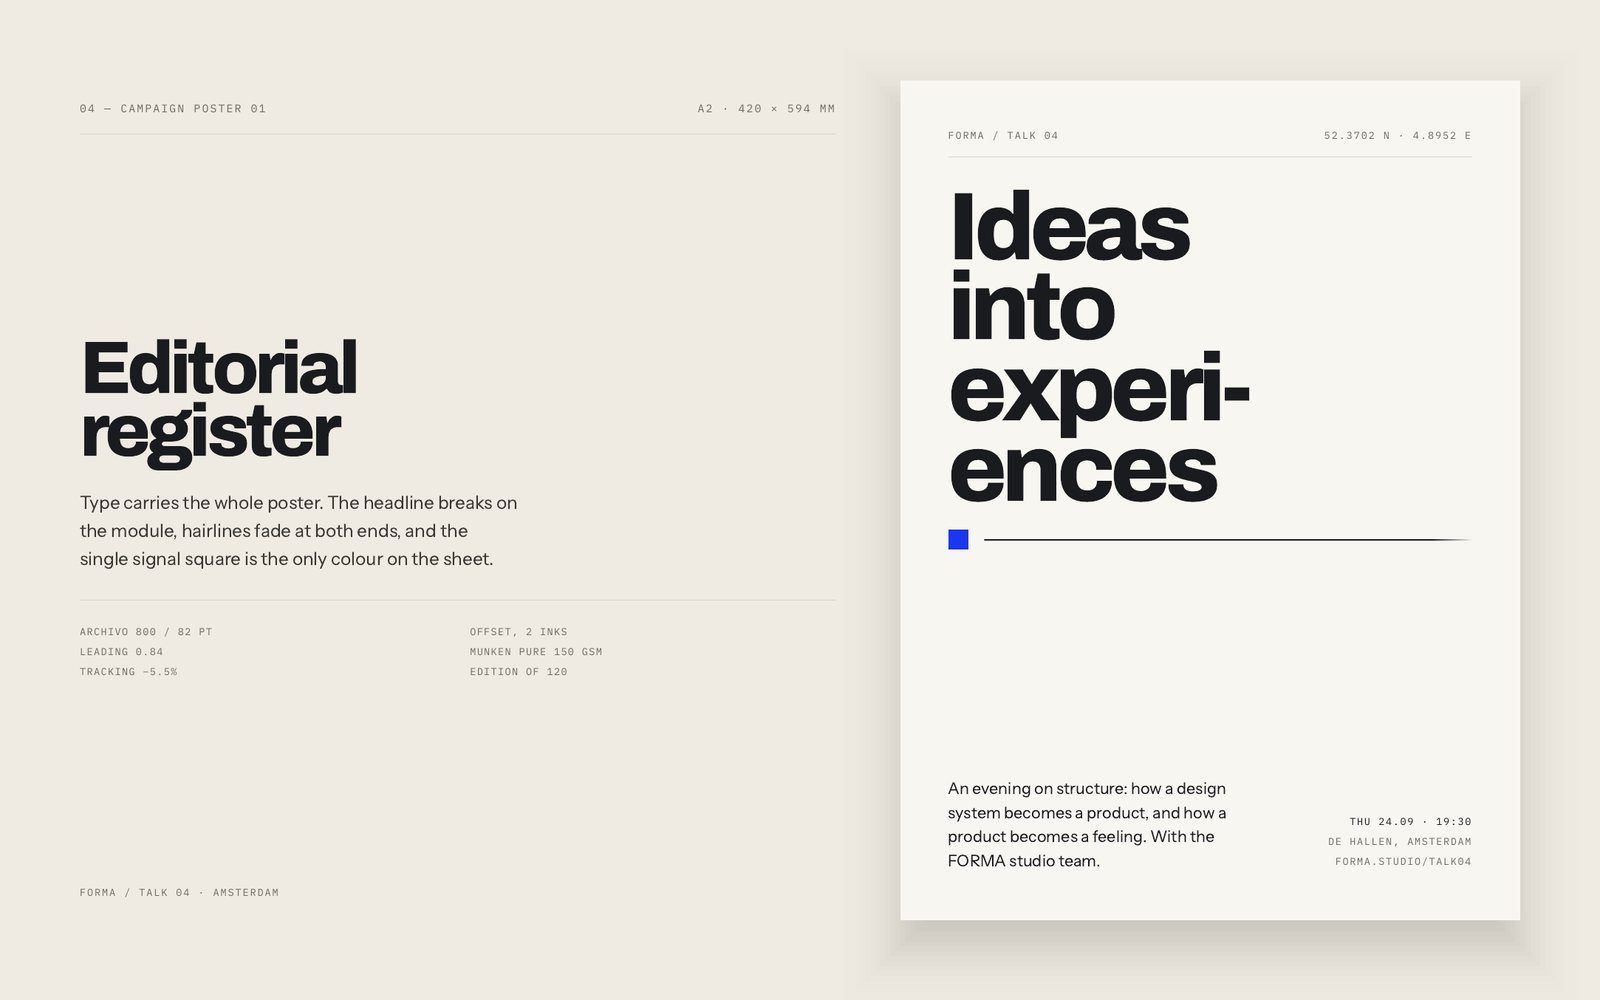 04 — CAMPAIGN POSTER 01
A2 · 420 × 594 MM
Editorial
register
Type carries the whole poster. The headline breaks on
the module, hairlines fade at both ends, and the
single signal square is the only colour on the sheet.
ARCHIVO 800 / 82 PT
LEADING 0.84
TRACKING −5.5%
OFFSET, 2 INKS
MUNKEN PURE 150 GSM
EDITION OF 120
FORMA / TALK 04 · AMSTERDAM
FORMA / TALK 04
52.3702 N · 4.8952 E
Ideas
into
experi-
ences
An evening on structure: how a design
system becomes a product, and how a
product becomes a feeling. With the
FORMA studio team.
THU 24.09 · 19:30
DE HALLEN, AMSTERDAM
FORMA.STUDIO/TALK04